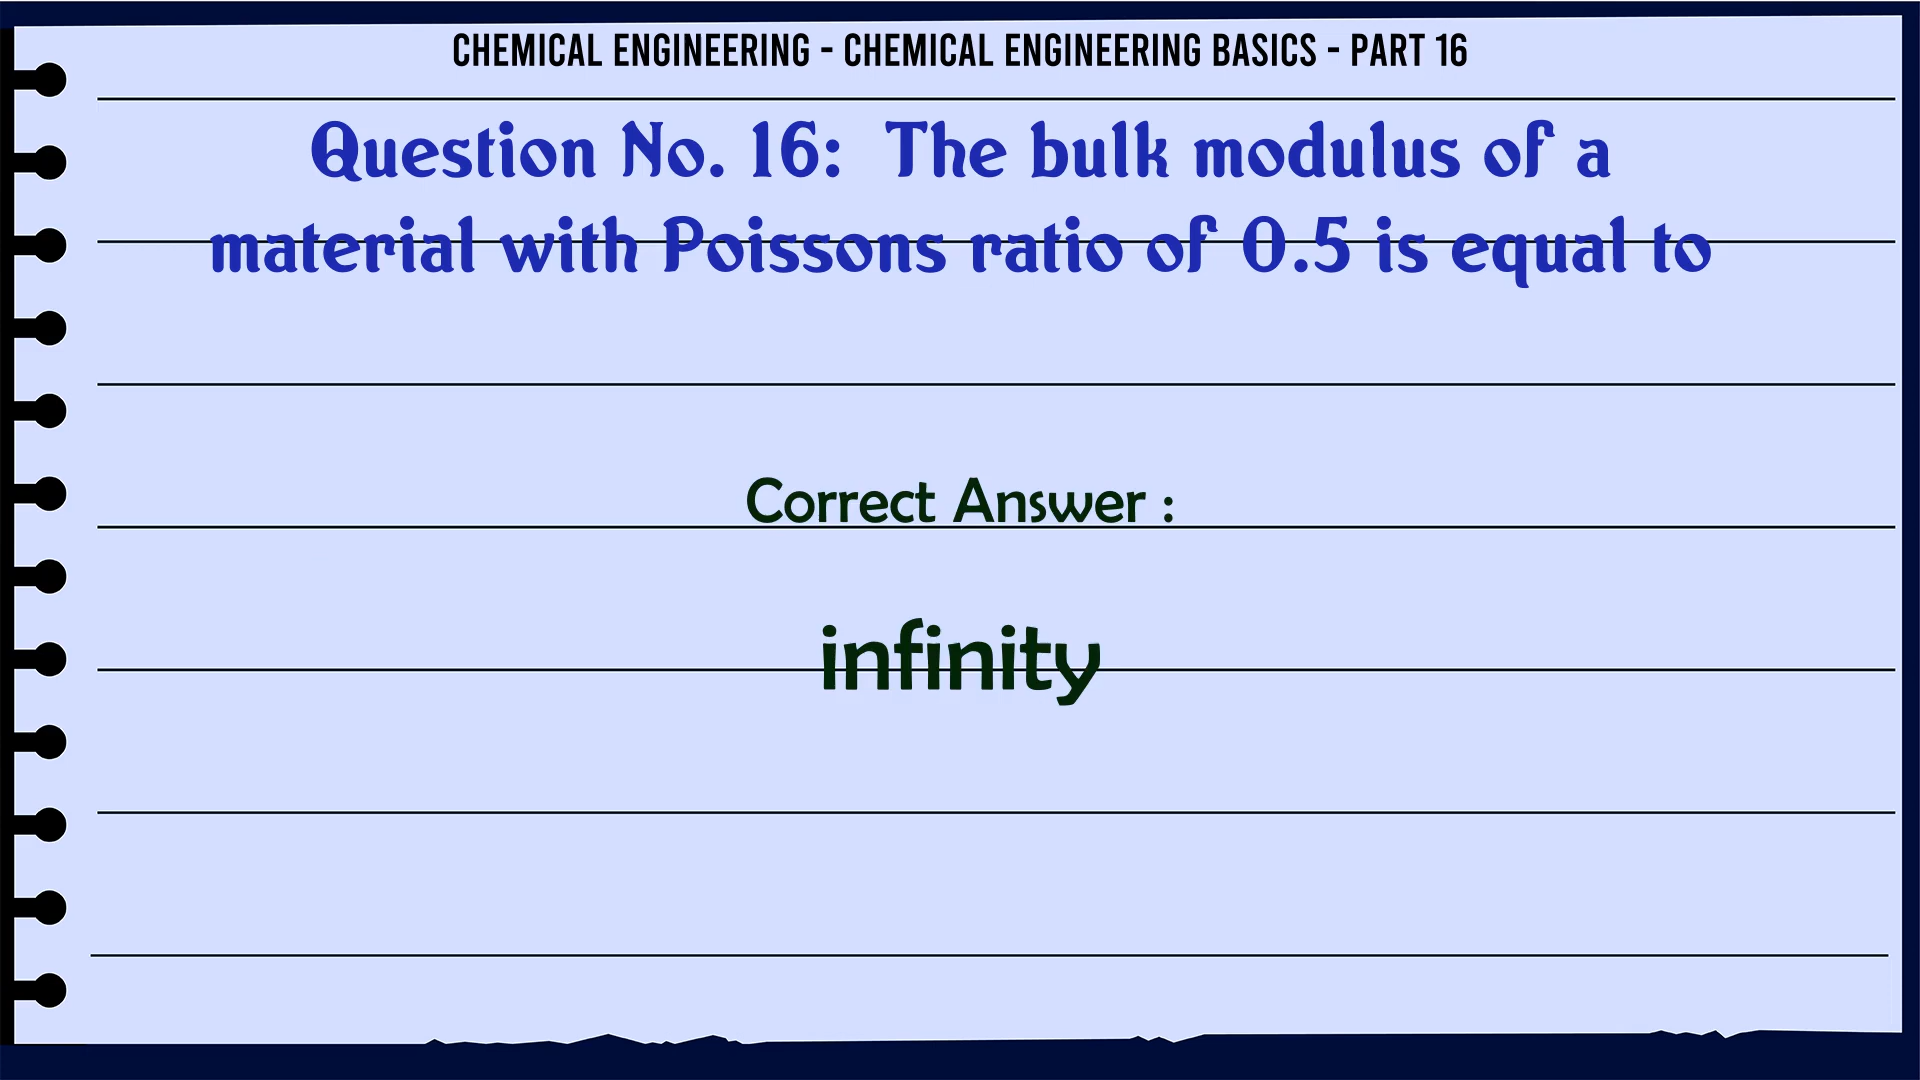 CHEMICAL ENGINEERING - CHEMICAL ENGINEERING BASICS - PART 16
Question No. 16: The bulk modulus of a
material with Poissons ratio of 0.5 is equal to
Correct Answer :
infinity